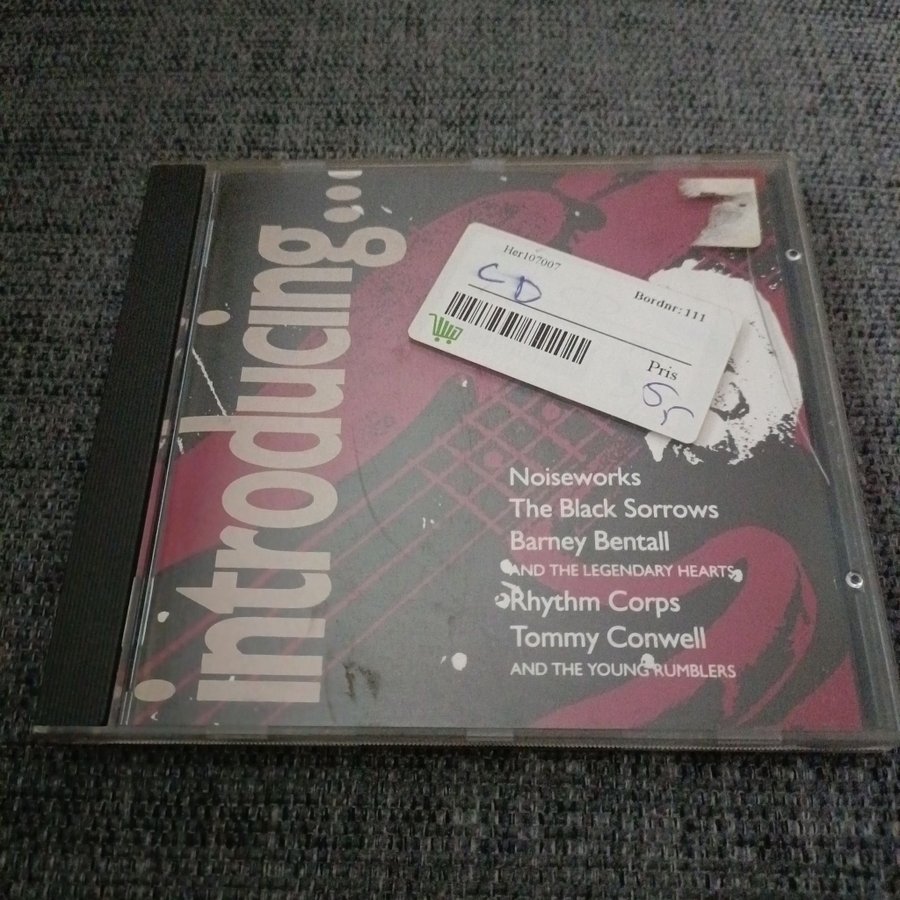 introducing...
Her107007
CD
Bordnr: 111
Pris
5,-
Noiseworks
The Black Sorrows
Barney Bentall
AND THE LEGENDARY HEARTS
Rhythm Corps
Tommy Conwell
AND THE YOUNG RUMBLERS